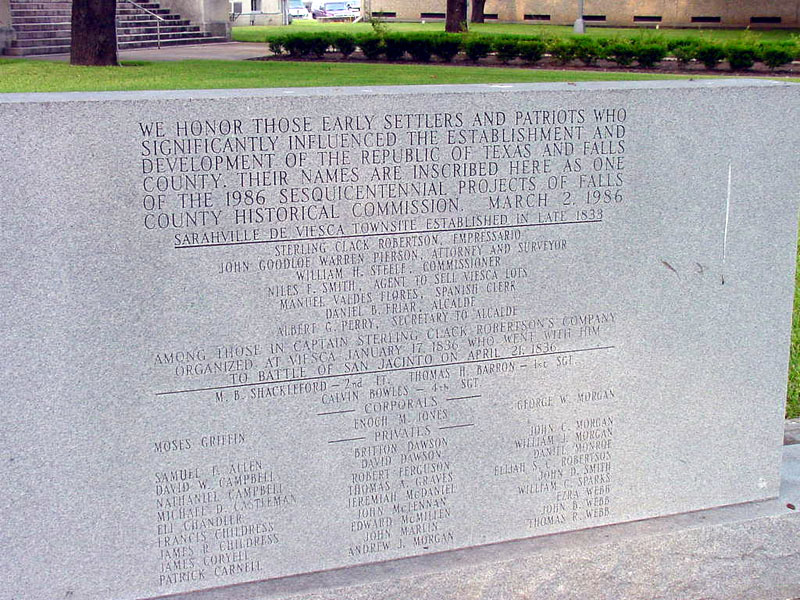 WE HONOR THOSE EARLY SETTLERS AND PATRIOTS WHO
SIGNIFICANTLY INFLUENCED THE ESTABLISHMENT AND
DEVELOPMENT OF THE REPUBLIC OF TEXAS AND FALLS
COUNTY. THEIR NAMES ARE INSCRIBED HERE AS ONE
OF THE 1986 SESQUICENTENNIAL PROJECTS OF FALLS
COUNTY HISTORICAL COMMISSION. MARCH 2, 1986
SARAHVILLE DE VIESCA TOWNSITE ESTABLISHED IN LATE 1833
STERLING CLACK ROBERTSON, EMPRESSARIO
JOHN GOODLOE WARREN PIERSON, ATTORNEY AND SURVEYOR
WILLIAM H. STEELE, COMMISSIONER
NILES F. SMITH, AGENT TO SELL VIESCA LOTS
MANUEL VALDES FLORES, SPANISH CLERK
DANIEL B. FRIAR, ALCALDE
ALBERT G. PERRY, SECRETARY TO ALCALDE
AMONG THOSE IN CAPTAIN STERLING CLACK ROBERTSON'S COMPANY
ORGANIZED AT VIESCA JANUARY 17, 1836 WHO WENT WITH HIM
TO BATTLE OF SAN JACINTO ON APRIL 21, 1836
M. B. SHACKLEFORD - 2nd LT. THOMAS H. BARRON - 1st SGT.
CALVIN BOWLES - 4th SGT.
CORPORALS
MOSES GRIFFIN ENOCH M. JONES GEORGE W. MORGAN
PRIVATES
SAMUEL T. ALLEN BRITTON DAWSON JOHN C. MORGAN
DAVID W. CAMPBELL DAVID DAWSON WILLIAM J. MORGAN
NATHANIEL CAMPBELL ROBERT FERGUSON DANIEL MONROE
MICHAEL D. CASTLEMAN THOMAS A. GRAVES ELIJAH S. C. ROBERTSON
ELI CHANDLER JEREMIAH McDANIEL JOHN D. SMITH
FRANCIS CHILDRESS JOHN McLENNAN WILLIAM C. SPARKS
JAMES R. CHILDRESS EDWARD McMILLEN EZRA WEBB
JAMES CORYELL JOHN MARLIN JOHN B. WEBB
PATRICK CARNELL ANDREW J. MORGAN THOMAS R. WEBB